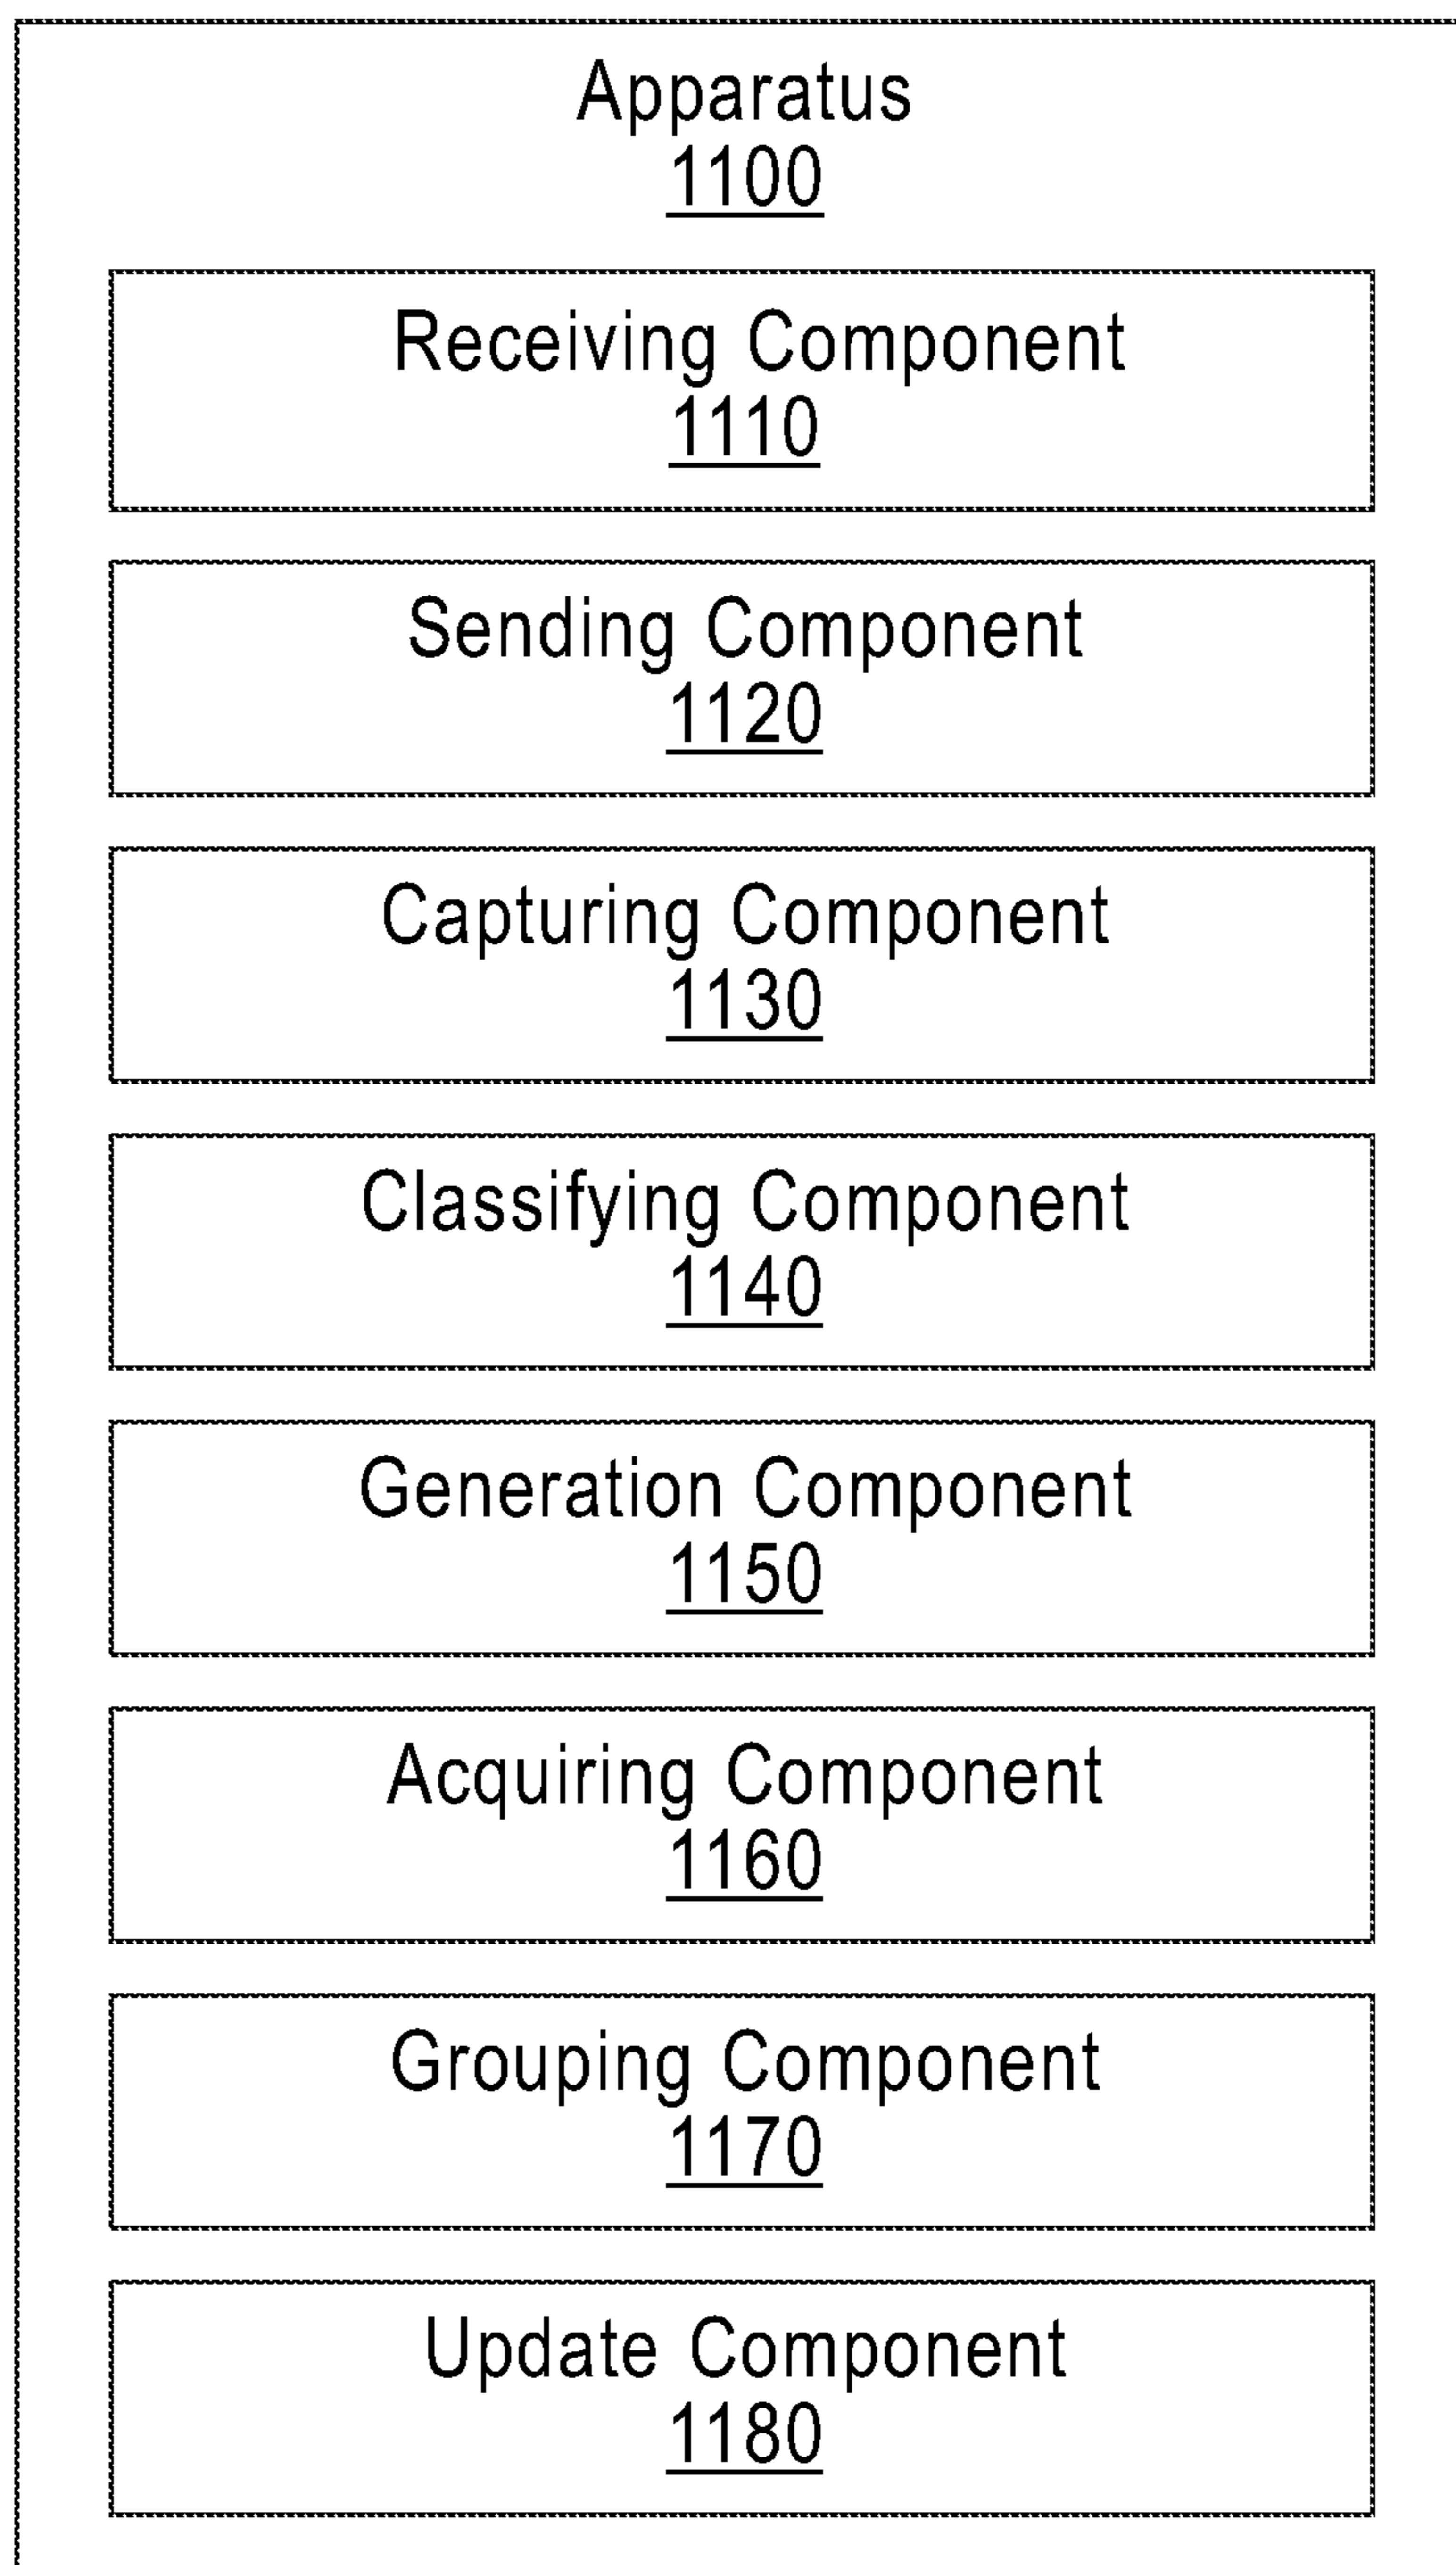 Apparatus
1100
Receiving Component
1110
Sending Component
1120
Capturing Component
1130
Classifying Component
1140
Generation Component
1150
Acquiring Component
1160
Grouping Component
1170
Update Component
1180